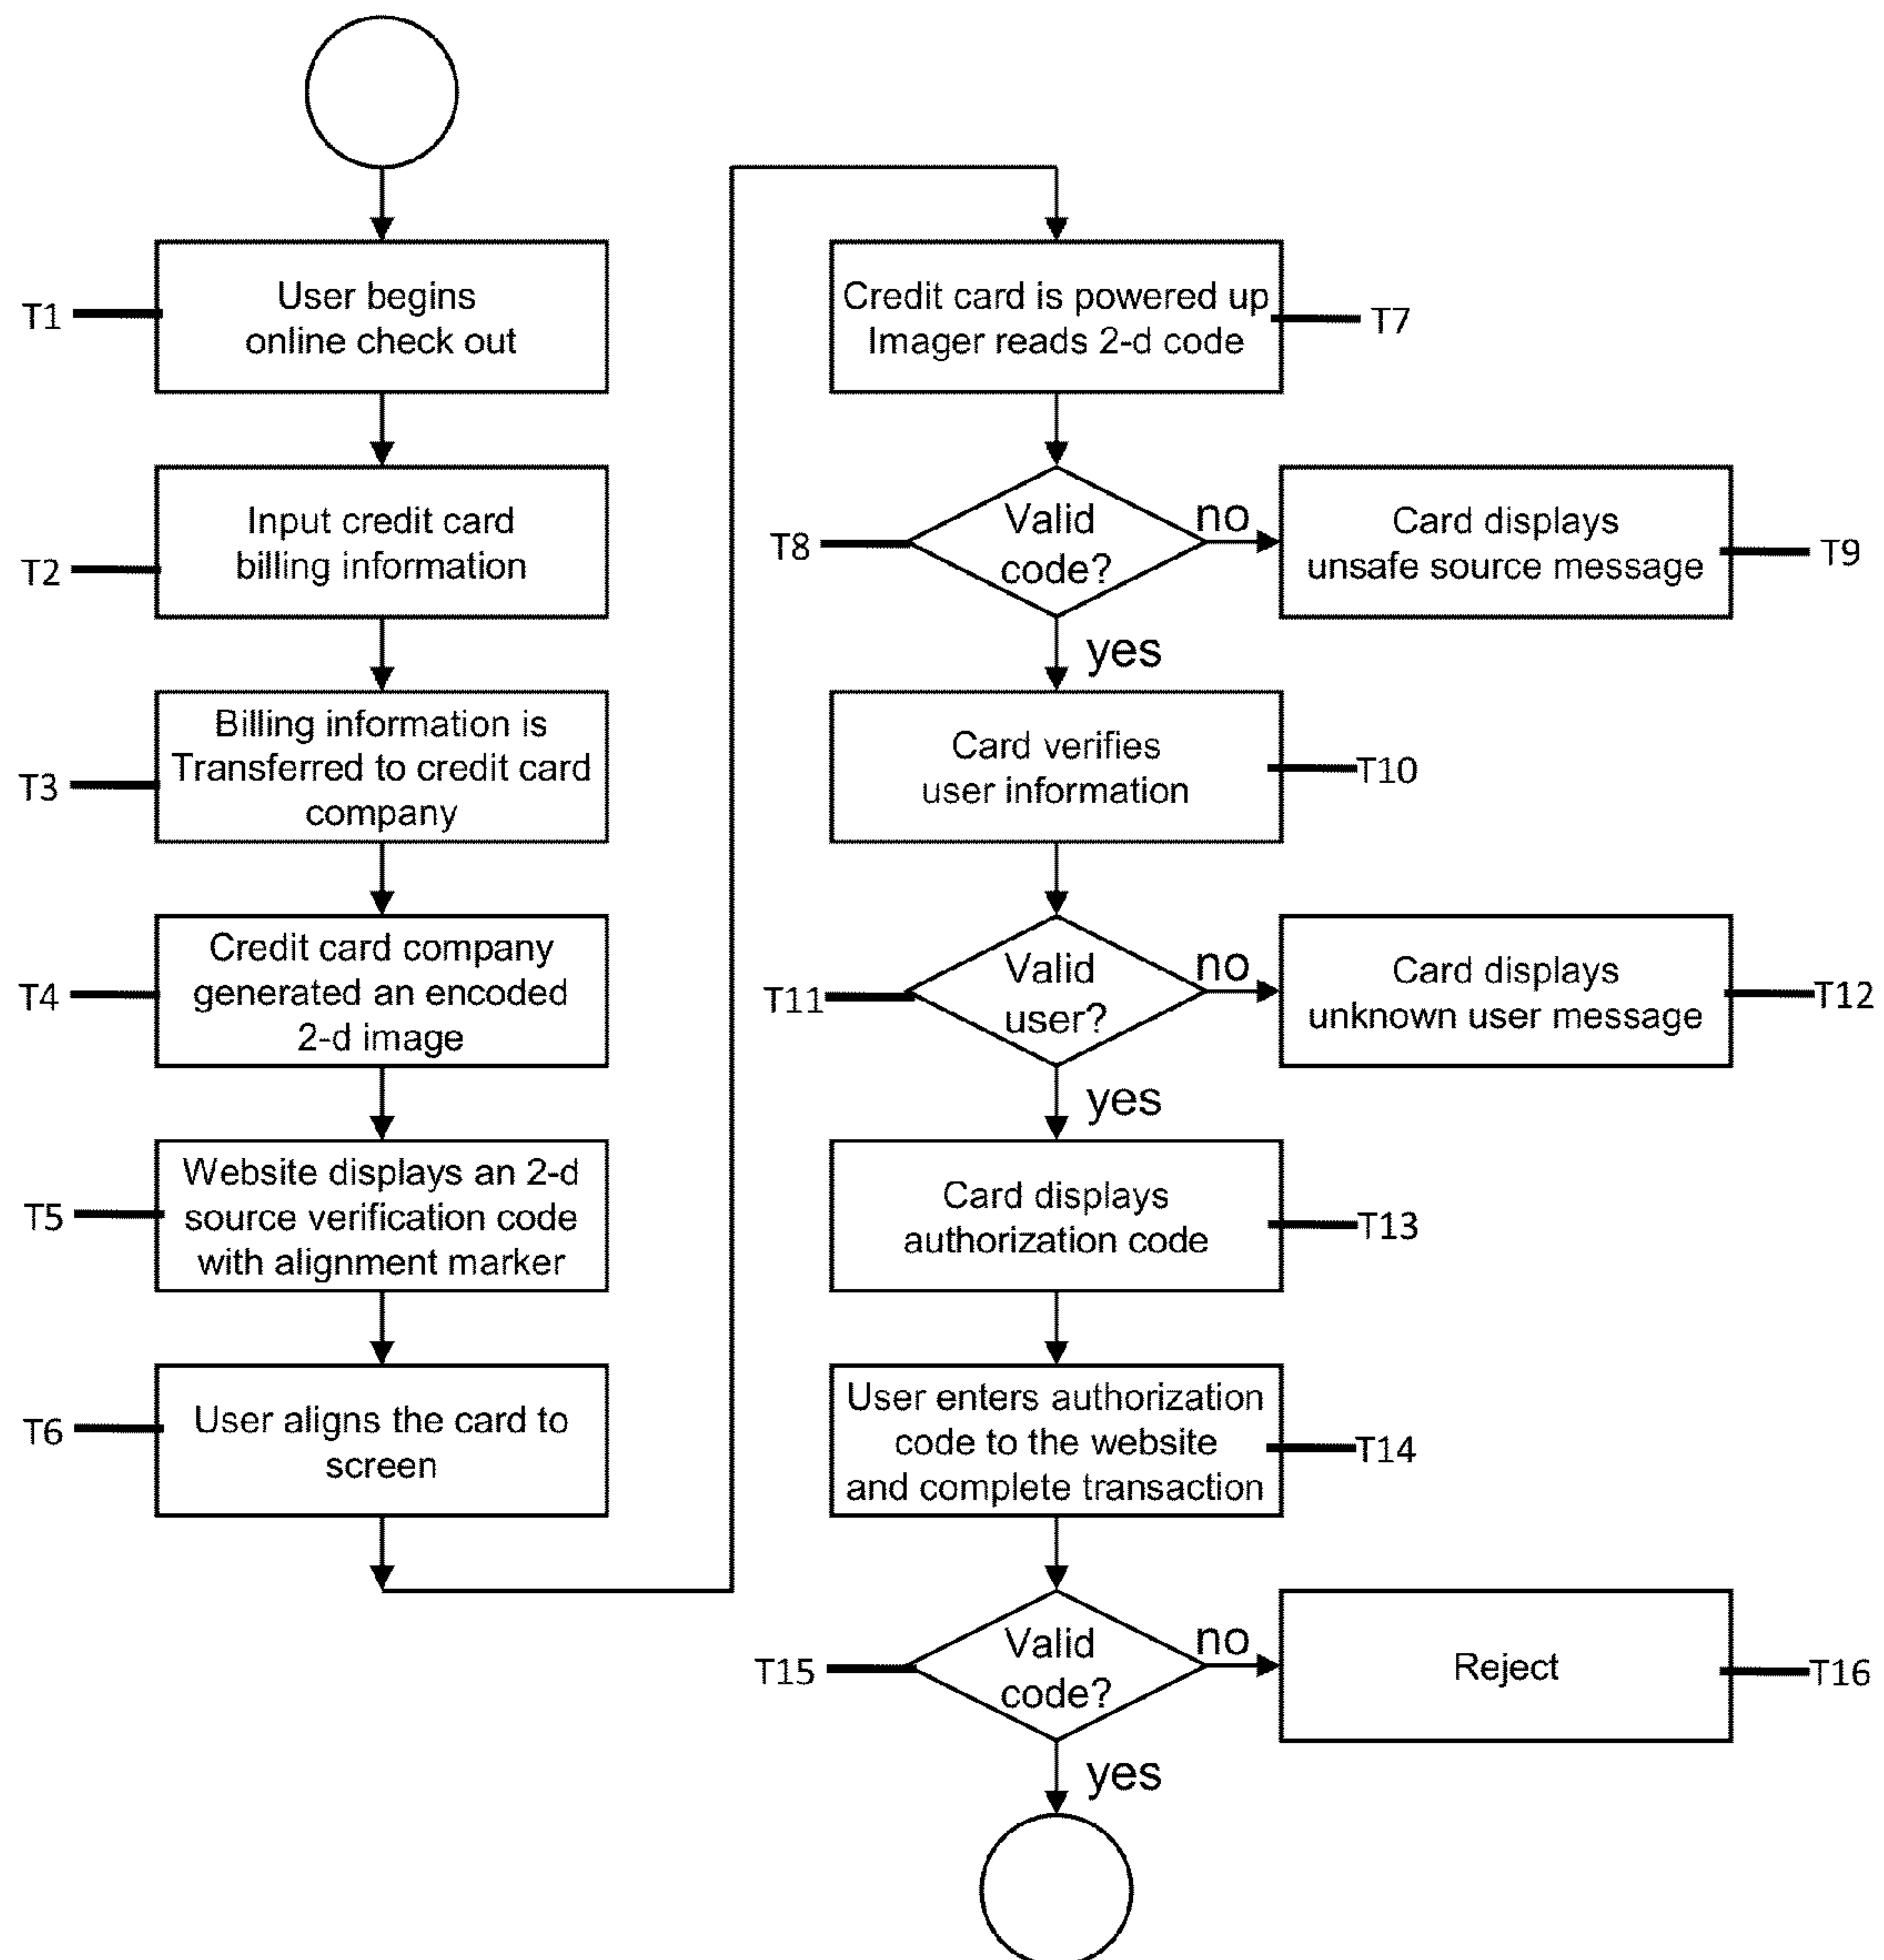 T1
User begins
online check out
T2
Input credit card
billing information
T3
Billing information is
Transferred to credit card
company
T4
Credit card company
generated an encoded
2-d image
T5
Website displays an 2-d
source verification code
with alignment marker
T6
User aligns the card to
screen
Credit card is powered up
Imager reads 2-d code
T7
T8
Valid
code?
no
Card displays
unsafe source message
T9
yes
Card verifies
user information
T10
T11
Valid
user?
no
Card displays
unknown user message
T12
yes
Card displays
authorization code
T13
User enters authorization
code to the website
and complete transaction
T14
T15
Valid
code?
no
Reject
T16
yes